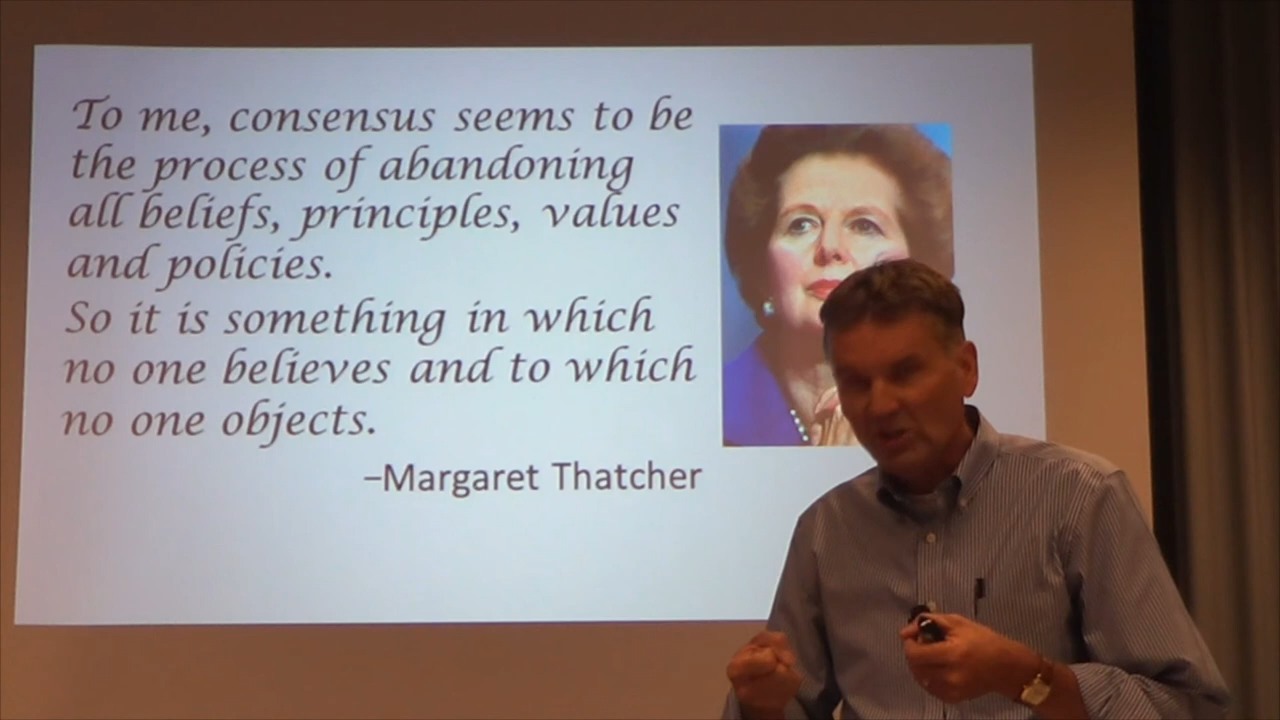 To me, consensus seems to be
the process of abandoning
all beliefs, principles, values
and policies.
So it is something in which
no one believes and to which
no one objects.
–Margaret Thatcher